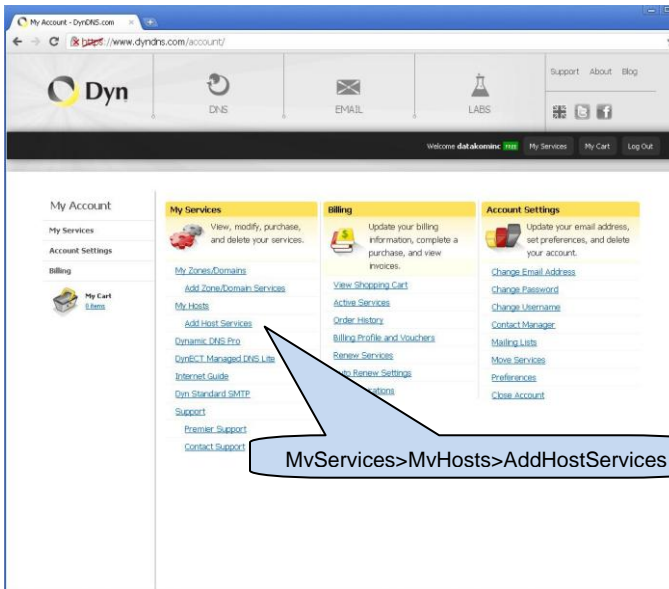 My Account - DynDNS.com
https://www.dyndns.com/account/
Dyn
DNS
EMAIL
LABS
Support About Blog
Welcome datakominc FREE My Services My Cart Log Out
My Account
My Services
Account Settings
Billing
My Cart
0 items
My Services
View, modify, purchase,
and delete your services.
My Zones/Domains
Add Zone/Domain Services
My Hosts
Add Host Services
Dynamic DNS Pro
DynECT Managed DNS Lite
Internet Guide
Dyn Standard SMTP
Support
Premier Support
Contact Support
Billing
Update your billing
information, complete a
purchase, and view
invoices.
View Shopping Cart
Active Services
Order History
Billing Profile and Vouchers
Renew Services
Renew Settings
Account Settings
Update your email address,
set preferences, and delete
your account.
Change Email Address
Change Password
Change Username
Contact Manager
Mailing Lists
Move Services
Preferences
Close Account
MyServices>MyHosts>AddHostServices